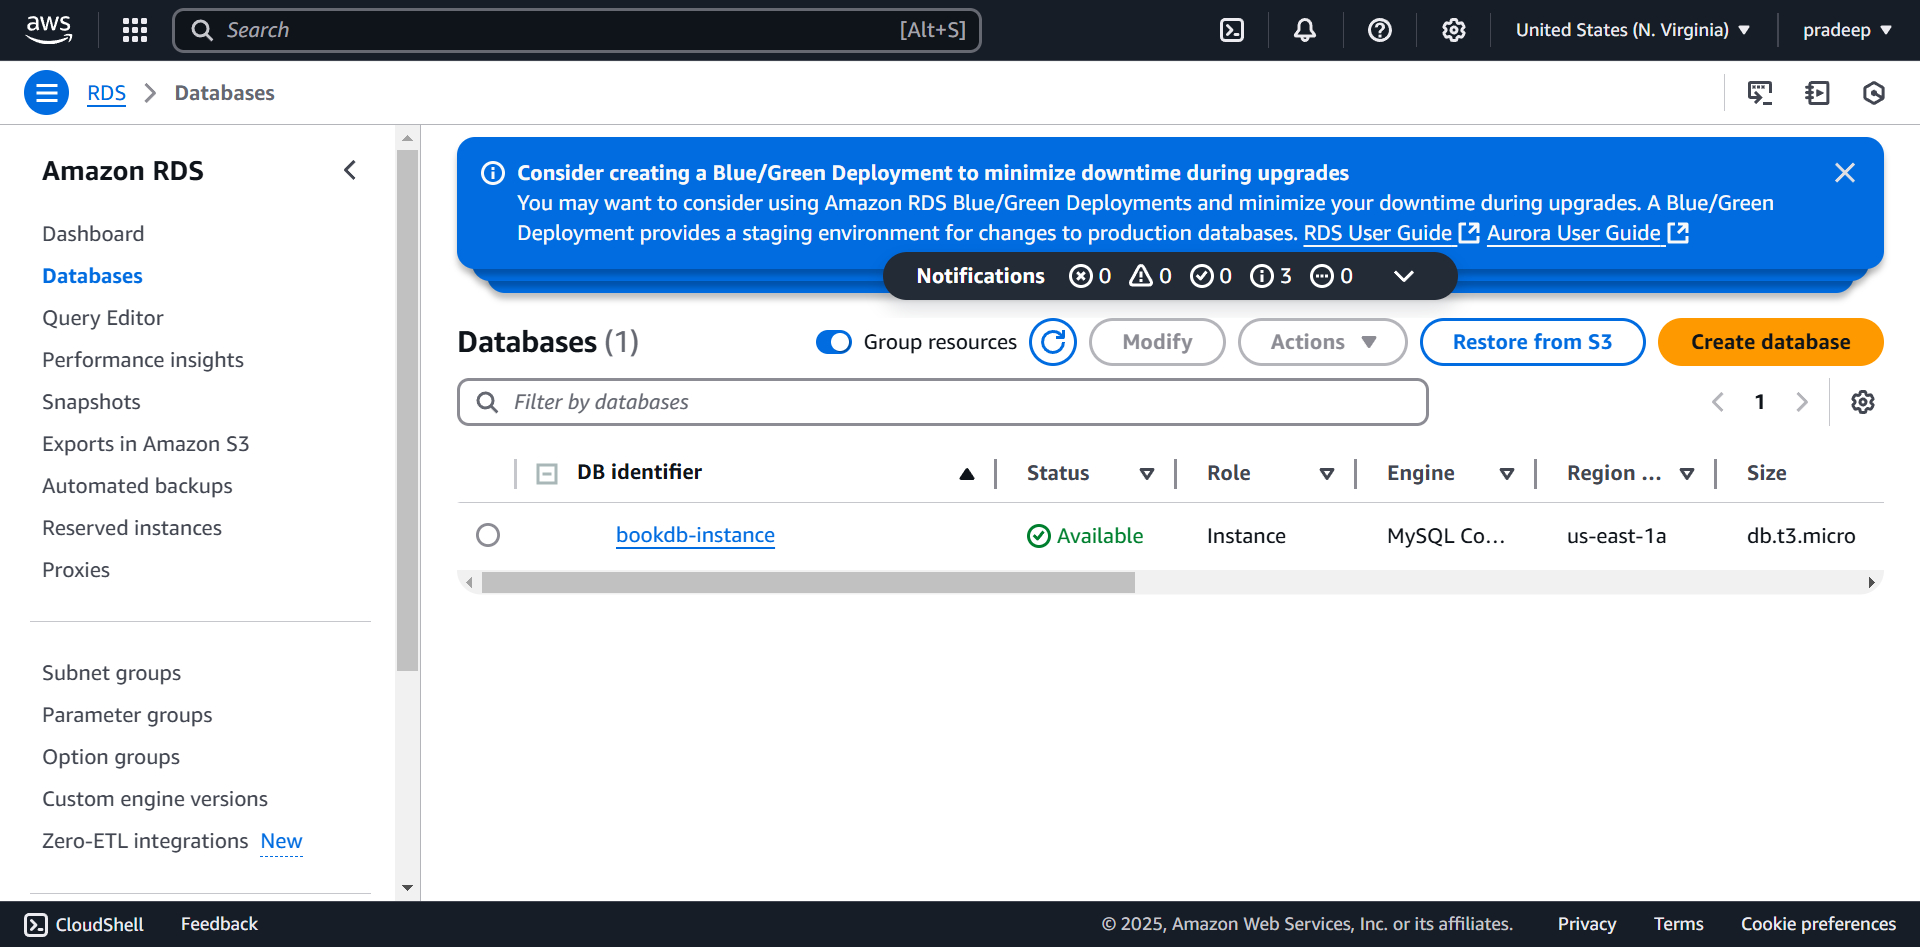 aws
Search [Alt+S]
United States (N. Virginia)
pradeep
RDS
Databases
Amazon RDS
Dashboard
Databases
Query Editor
Performance insights
Snapshots
Exports in Amazon S3
Automated backups
Reserved instances
Proxies
Subnet groups
Parameter groups
Option groups
Custom engine versions
Zero-ETL integrations New
Consider creating a Blue/Green Deployment to minimize downtime during upgrades
You may want to consider using Amazon RDS Blue/Green Deployments and minimize your downtime during upgrades. A Blue/Green
Deployment provides a staging environment for changes to production databases. RDS User Guide Aurora User Guide
Notifications 0 0 0 3 0
Databases (1)
Group resources
Modify
Actions
Restore from S3
Create database
Filter by databases
1
DB identifier Status Role Engine Region ... Size
bookdb-instance Available Instance MySQL Co... us-east-1a db.t3.micro
CloudShell
Feedback
© 2025, Amazon Web Services, Inc. or its affiliates.
Privacy
Terms
Cookie preferences